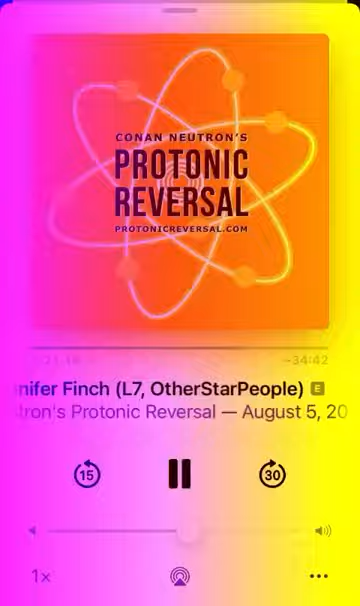 CONAN NEUTRON'S
PROTONIC
REVERSAL
PROTONICREVERSAL.COM
-34:42
nnifer Finch (L7, OtherStarPeople) E
tron's Protonic Reversal — August 5, 20
15
30
1×